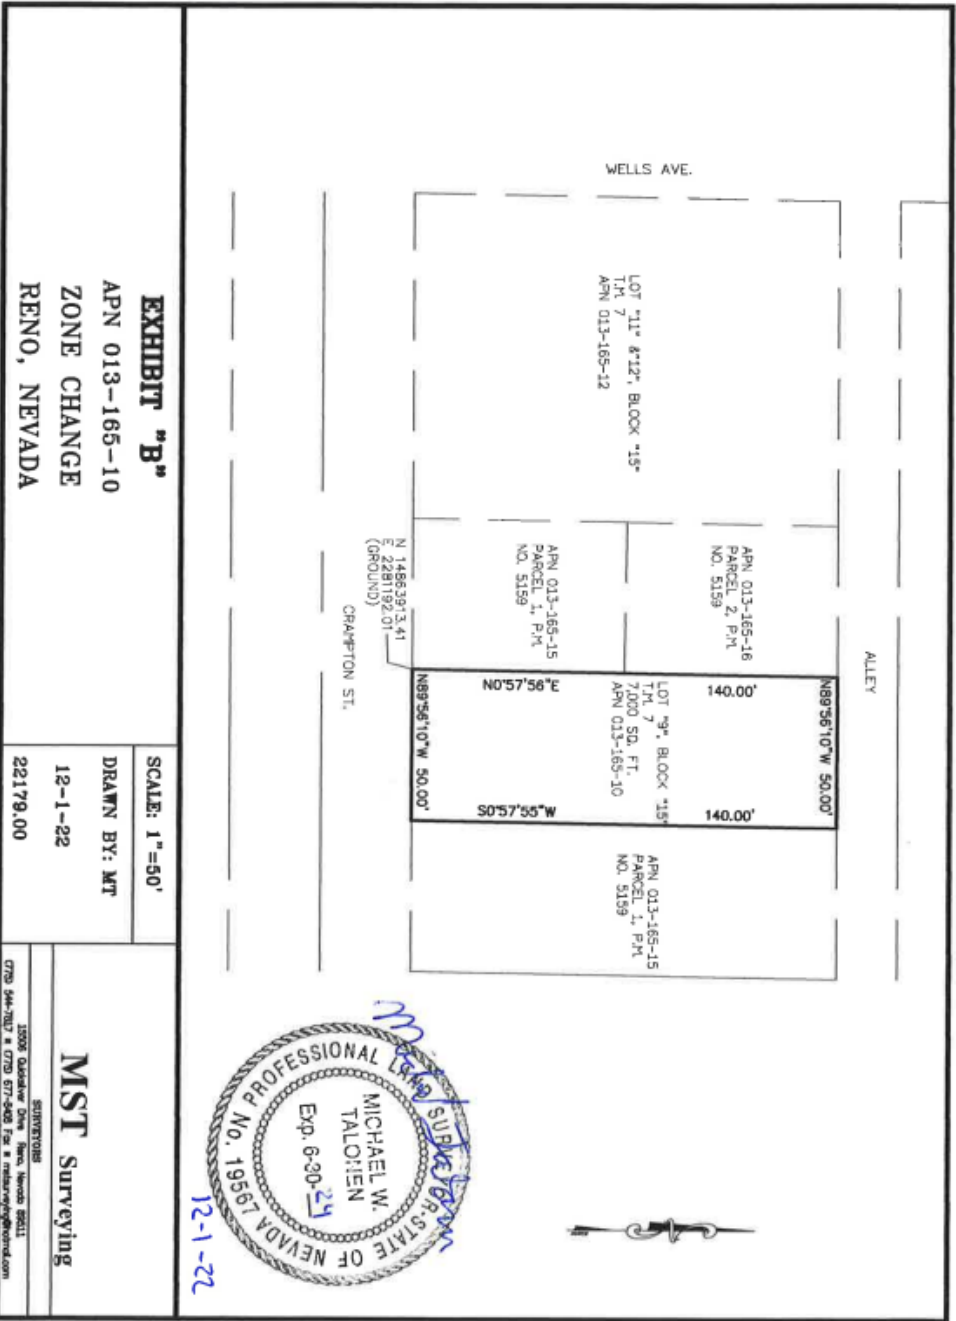 WELLS AVE.
ALLEY
LOT "11" &"12", BLOCK "15"
T.M. 7
APN 013-165-12
APN 013-165-16
PARCEL 2, P.M.
NO. 5159
APN 013-165-15
PARCEL 1, P.M.
NO. 5159
N89°56'10"W 50.00'
140.00'
N0°57'56"E
LOT "9", BLOCK "15"
T.M. 7
7,000 SQ. FT.
APN 013-165-10
140.00'
S0°57'55"W
N89°56'10"W 50.00'
APN 013-165-15
PARCEL 1, P.M.
NO. 5159
N 14863913.41
E 2281192.01
(GROUND)
CRAMPTON ST.
PROFESSIONAL LAND SURVEYOR-STATE OF NEVADA
No. 19567
MICHAEL W.
TALONEN
Exp. 6-30-24
12-1-22
EXHIBIT "B"
APN 013-165-10
ZONE CHANGE
RENO, NEVADA
SCALE: 1"=50'
DRAWN BY: MT
12-1-22
22179.00
MST Surveying
SURVEYORS
Drive Reno, Nevada 89511